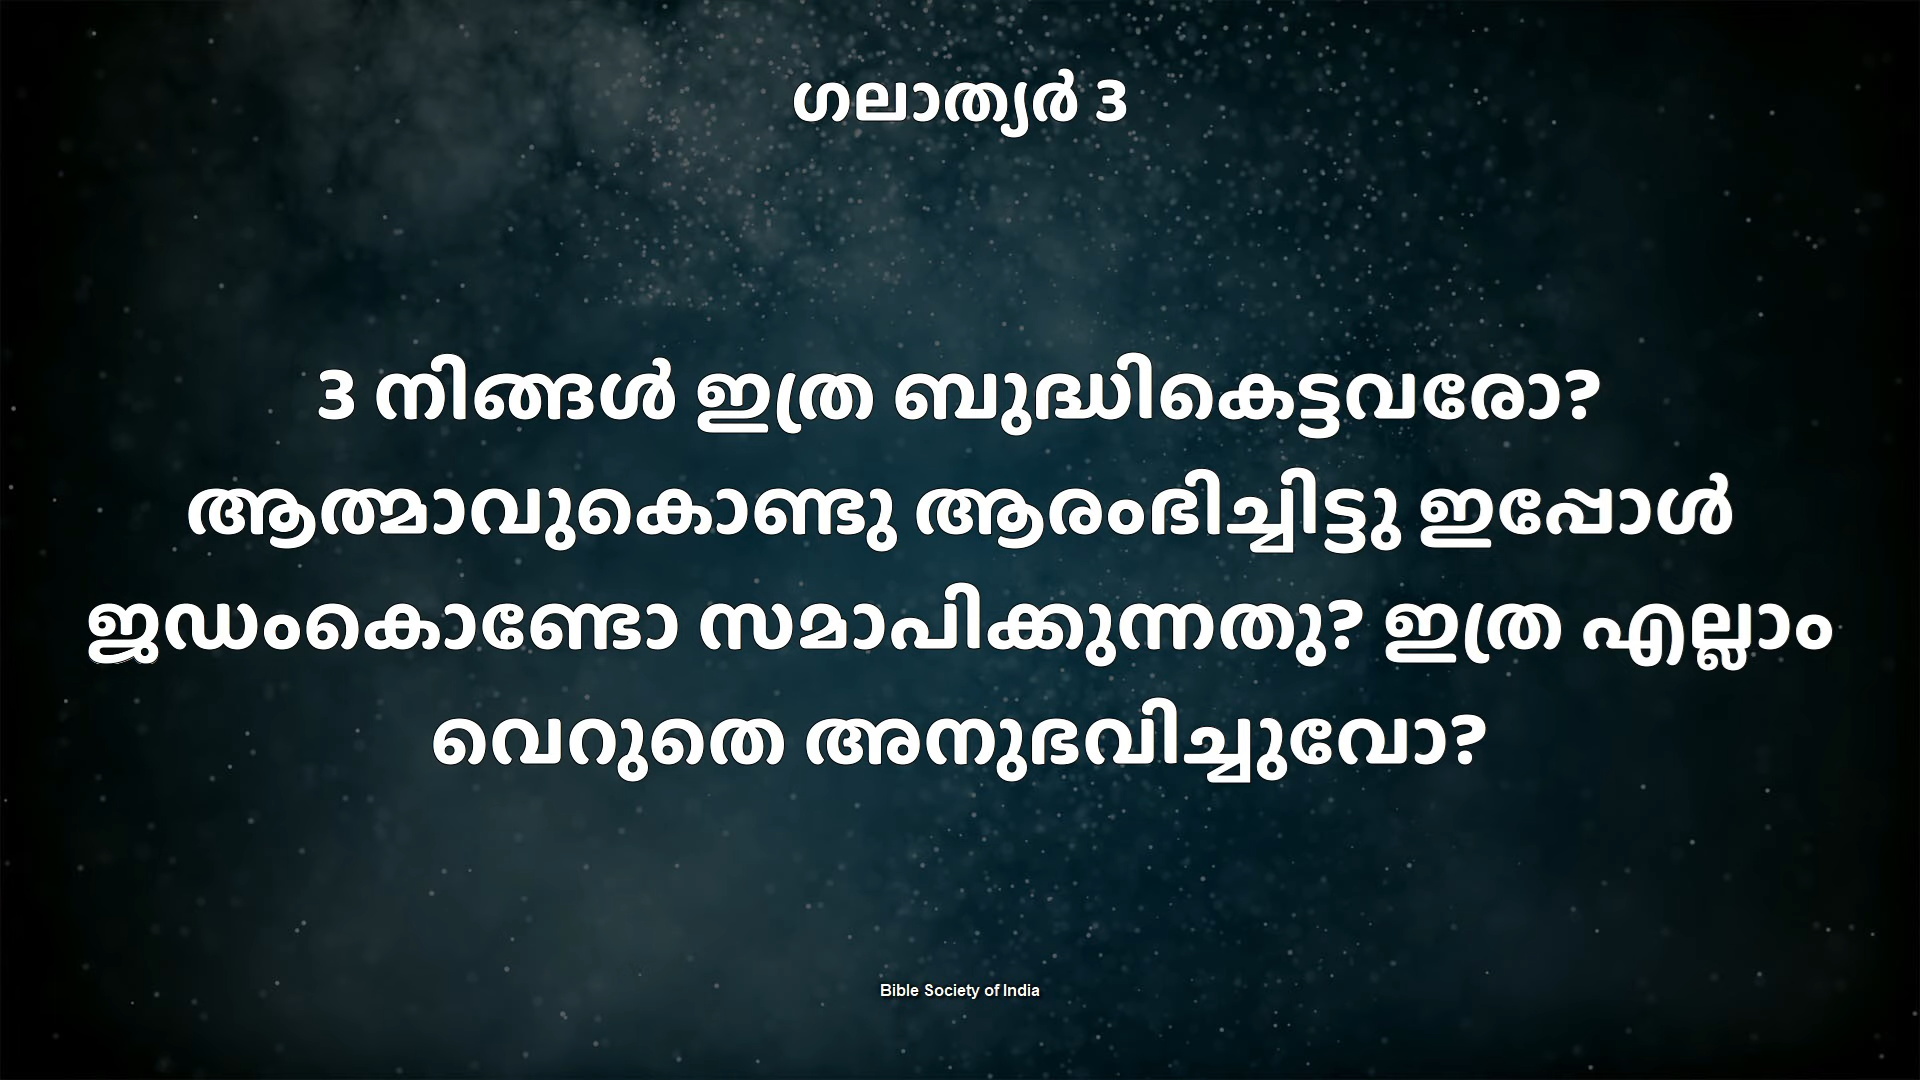 ഗലാത്യർ 3
3 നിങ്ങൾ ഇത്ര ബുദ്ധികെട്ടവരോ?
ആത്മാവുകൊണ്ടു ആരംഭിച്ചിട്ടു ഇപ്പോൾ
ജഡംകൊണ്ടോ സമാപിക്കുന്നതു? ഇത്ര എല്ലാം
വെറുതെ അനുഭവിച്ചുവോ?
Bible Society of India